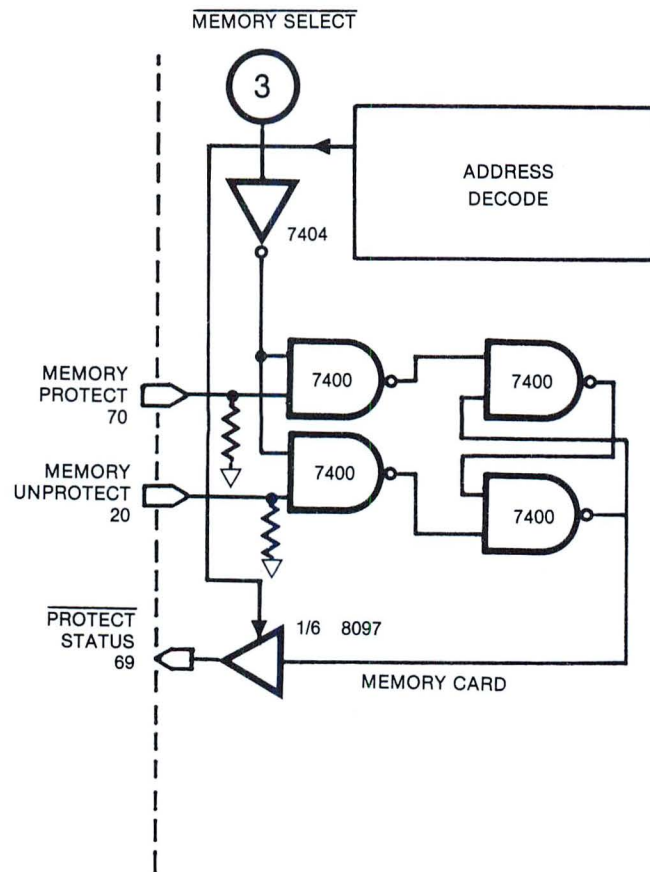 MEMORY SELECT
3
ADDRESS
DECODE
7404
MEMORY
PROTECT
70
7400
7400
MEMORY
UNPROTECT
20
7400
7400
PROTECT
STATUS
69
1/6 8097
MEMORY CARD